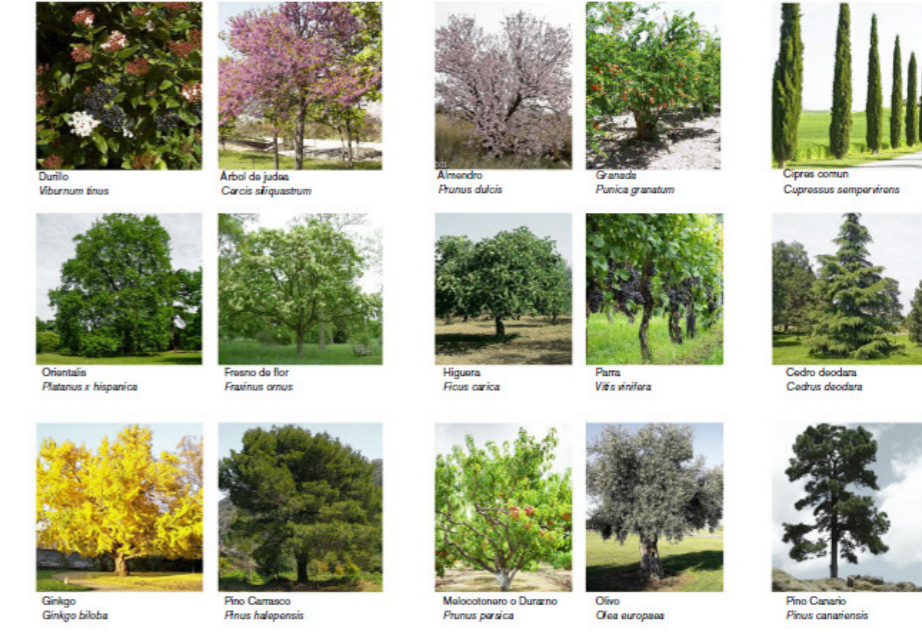 Durillo
Viburnum tinus
Árbol de judea
Cercis siliquastrum
Almendro
Prunus dulcis
Granada
Punica granatum
Cipres comun
Cupressus sempervirens
Orientalis
Platanus x hispanica
Fresno de flor
Fraxinus ornus
Higuera
Ficus carica
Parra
Vitis vinifera
Cedro deodara
Cedrus deodara
Ginkgo
Ginkgo biloba
Pino Carrasco
Pinus halepensis
Melocotonero o Durazno
Prunus persica
Olivo
Olea europaea
Pino Canario
Pinus canariensis